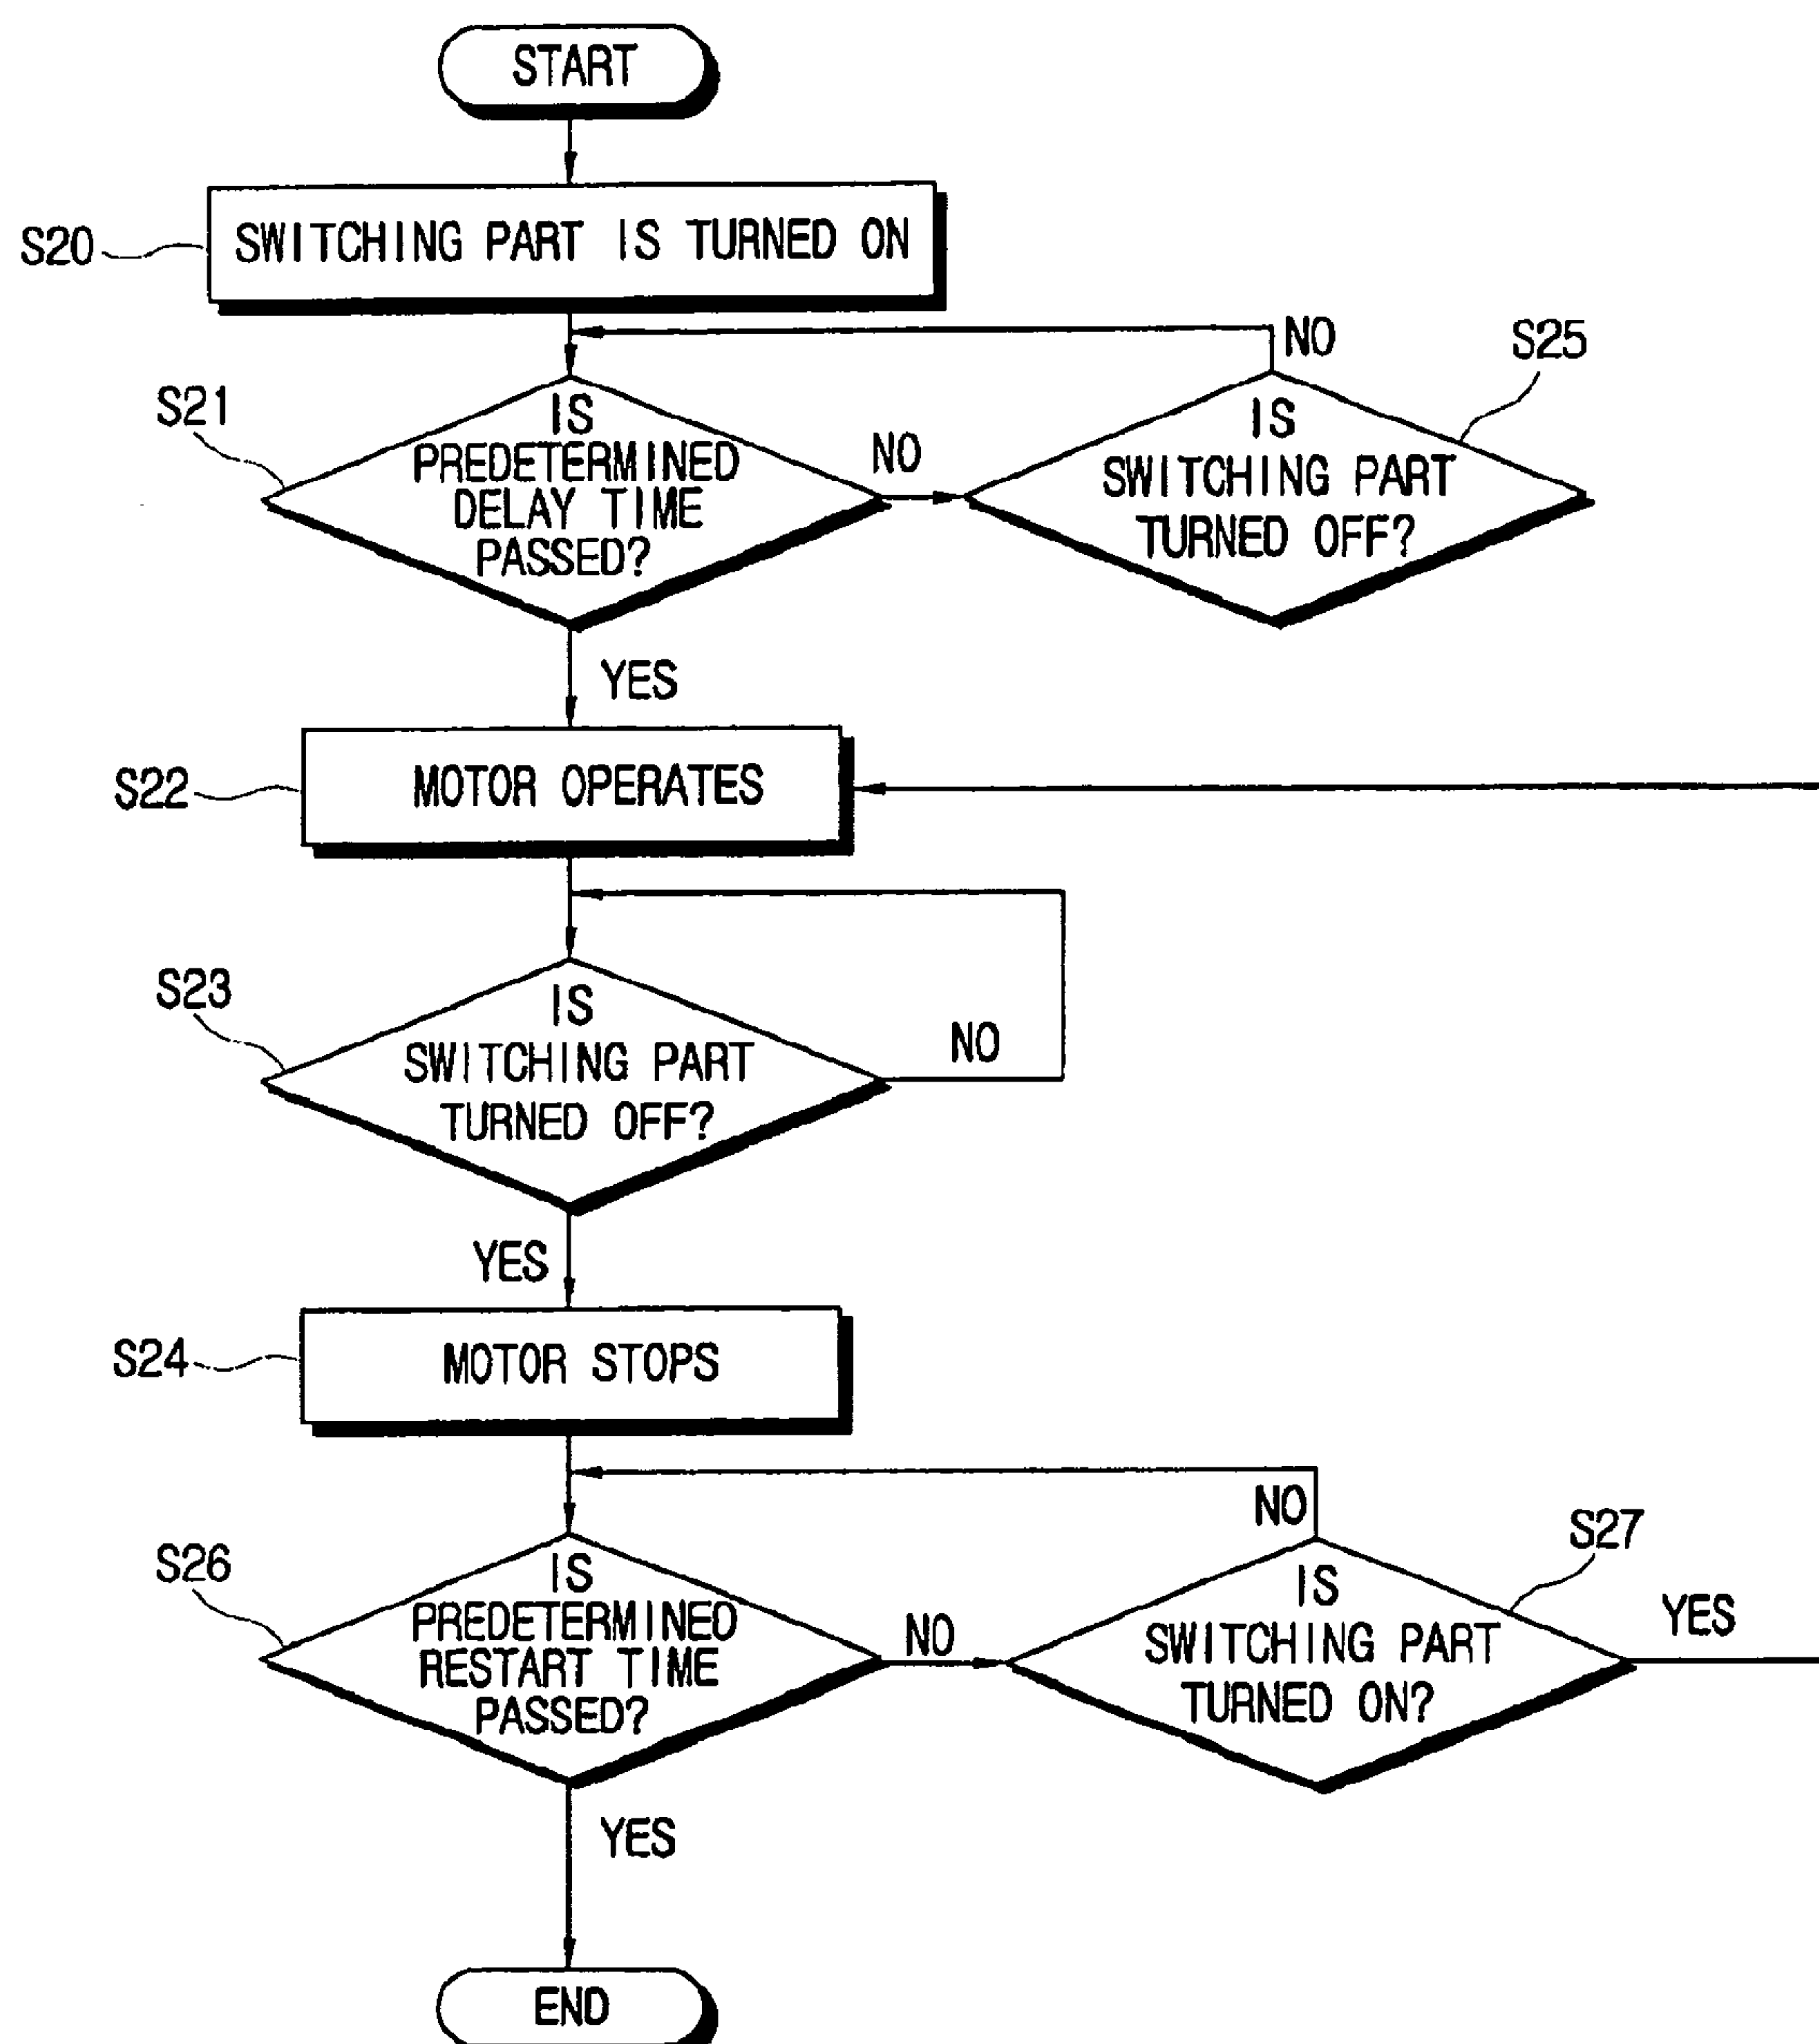 START
S20
SWITCHING PART IS TURNED ON
NO
S25
S21
IS
PREDETERMINED
DELAY TIME
PASSED?
NO
IS
SWITCHING PART
TURNED OFF?
YES
S22
MOTOR OPERATES
S23
IS
SWITCHING PART
TURNED OFF?
NO
YES
S24
MOTOR STOPS
NO
S27
S26
IS
PREDETERMINED
RESTART TIME
PASSED?
NO
IS
SWITCHING PART
TURNED ON?
YES
YES
END